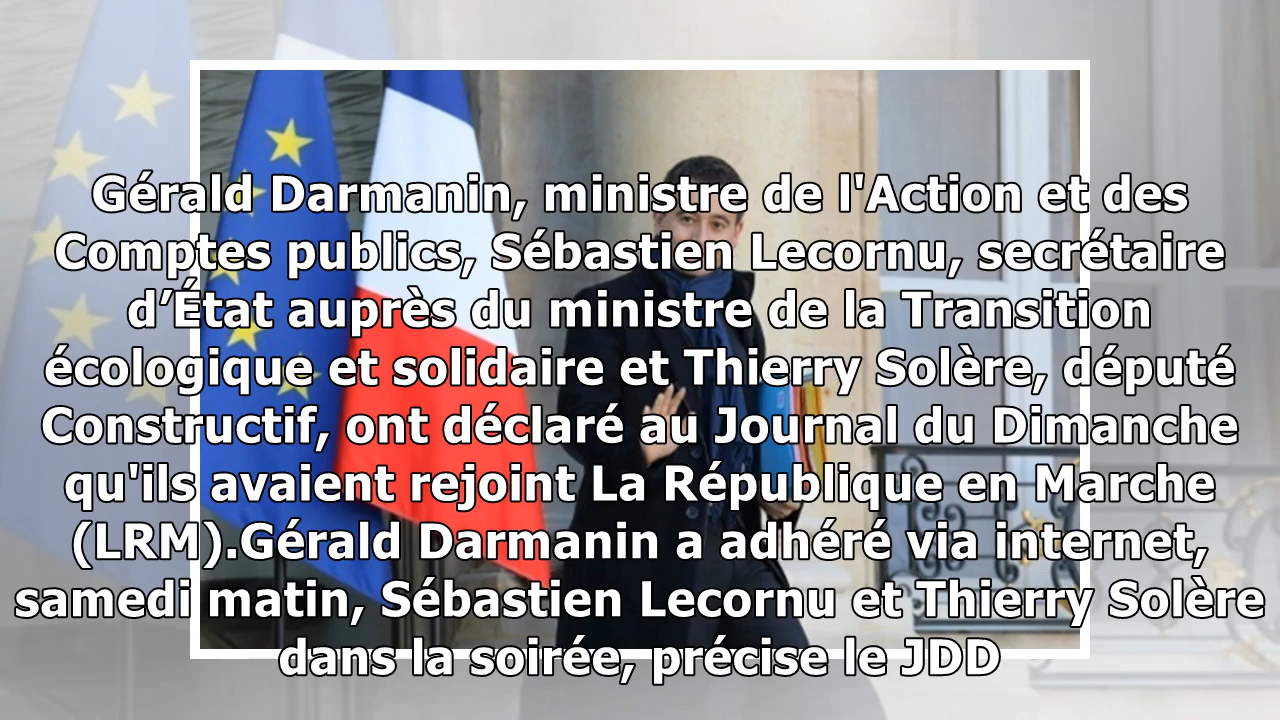 Gérald Darmanin, ministre de l'Action et des
Comptes publics, Sébastien Lecornu, secrétaire
d’État auprès du ministre de la Transition
écologique et solidaire et Thierry Solère, député
Constructif, ont déclaré au Journal du Dimanche
qu'ils avaient rejoint La République en Marche
(LRM).Gérald Darmanin a adhéré via internet,
samedi matin, Sébastien Lecornu et Thierry Solère
dans la soirée, précise le JDD